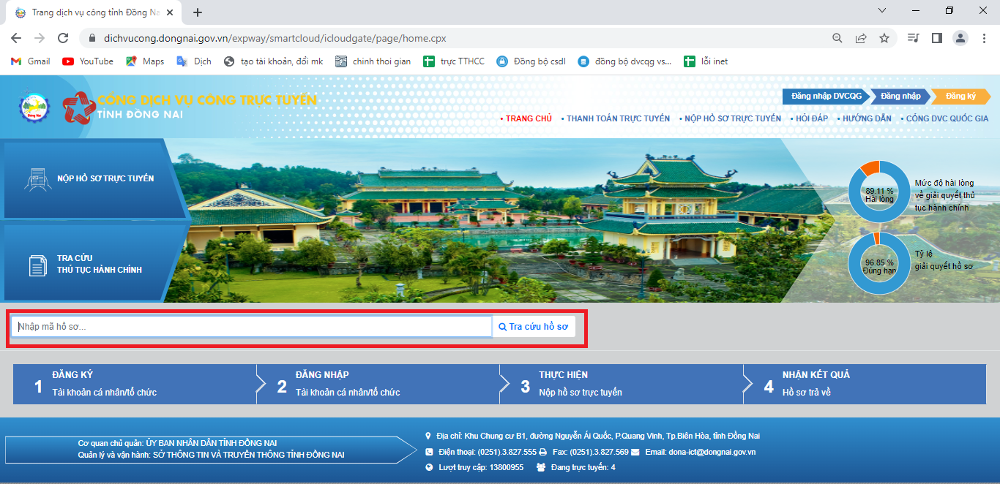 Trang dịch vụ công tỉnh Đồng Na
dichvucong.dongnai.gov.vn/expway/smartcloud/icloudgate/page/home.cpx
Gmail
YouTube
Maps
Dịch
tạo tài khoản, đổi mk
chinh thoi gian
trực TTHCC
Đồng bộ csdl
đồng bộ dvcqg vs...
lỗi inet
Đồng Nai
CỔNG DỊCH VỤ CÔNG TRỰC TUYẾN
TỈNH ĐỒNG NAI
Đăng nhập DVCQG
Đăng nhập
Đăng ký
• TRANG CHỦ
• THANH TOÁN TRỰC TUYẾN
• NỘP HỒ SƠ TRỰC TUYẾN
• HỎI ĐÁP
• HƯỚNG DẪN
• CỔNG DVC QUỐC GIA
NỘP HỒ SƠ TRỰC TUYẾN
TRA CỨU
THỦ TỤC HÀNH CHÍNH
89.11 %
Hài lòng
Mức độ hài lòng
về giải quyết thủ
tục hành chính
96.85 %
Đúng hạn
Tỷ lệ
giải quyết hồ sơ
Nhập mã hồ sơ...
Tra cứu hồ sơ
1
ĐĂNG KÝ
Tài khoản cá nhân/tổ chức
2
ĐĂNG NHẬP
Tài khoản cá nhân/tổ chức
3
THỰC HIỆN
Nộp hồ sơ trực tuyến
4
NHẬN KẾT QUẢ
Hồ sơ trả về
Cơ quan chủ quản: ỦY BAN NHÂN DÂN TỈNH ĐỒNG NAI
Quản lý và vận hành: SỞ THÔNG TIN VÀ TRUYỀN THÔNG TỈNH ĐỒNG NAI
Địa chỉ: Khu Chung cư B1, đường Nguyễn Ái Quốc, P.Quang Vinh, Tp.Biên Hòa, tỉnh Đồng Nai
Điện thoại: (0251).3.827.555 Fax: (0251).3.827.569 Email: dona-ict@dongnai.gov.vn
Lượt truy cập: 13800955 Đang trực tuyến: 4